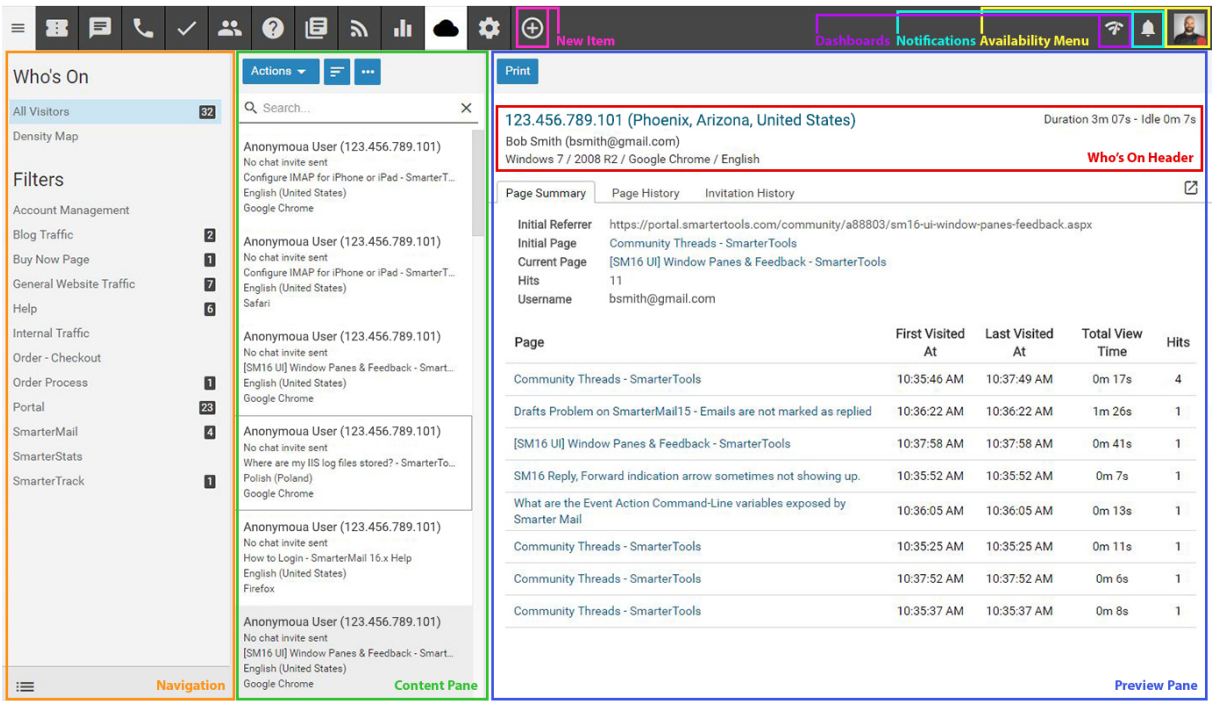 New Item
Dashboards Notifications Availability Menu
Who's On
All Visitors 32
Density Map
Filters
Account Management
Blog Traffic 2
Buy Now Page 1
General Website Traffic 7
Help 6
Internal Traffic
Order - Checkout
Order Process 1
Portal 23
SmarterMail 4
SmarterStats
SmarterTrack 1
Navigation
Actions
Search...
Anonymoua User (123.456.789.101)
No chat invite sent
Configure IMAP for iPhone or iPad - SmarterT...
English (United States)
Google Chrome
Anonymoua User (123.456.789.101)
No chat invite sent
Configure IMAP for iPhone or iPad - SmarterT...
English (United States)
Safari
Anonymoua User (123.456.789.101)
No chat invite sent
[SM16 UI] Window Panes & Feedback - Smart...
English (United States)
Google Chrome
Anonymoua User (123.456.789.101)
No chat invite sent
Where are my IIS log files stored? - SmarterTo...
Polish (Poland)
Google Chrome
Anonymoua User (123.456.789.101)
No chat invite sent
How to Login - SmarterMail 16.x Help
English (United States)
Firefox
Anonymoua User (123.456.789.101)
No chat invite sent
[SM16 UI] Window Panes & Feedback - Smart...
English (United States)
Google Chrome
Content Pane
Print
123.456.789.101 (Phoenix, Arizona, United States) Duration 3m 07s - Idle 0m 7s
Bob Smith (bsmith@gmail.com)
Windows 7 / 2008 R2 / Google Chrome / English
Who's On Header
Page Summary Page History Invitation History
Initial Referrer https://portal.smartertools.com/community/a88803/sm16-ui-window-panes-feedback.aspx
Initial Page Community Threads - SmarterTools
Current Page [SM16 UI] Window Panes & Feedback - SmarterTools
Hits 11
Username bsmith@gmail.com
Page First Visited At Last Visited At Total View Time Hits
Community Threads - SmarterTools 10:35:46 AM 10:37:49 AM 0m 17s 4
Drafts Problem on SmarterMail15 - Emails are not marked as replied 10:36:22 AM 10:36:22 AM 1m 26s 1
[SM16 UI] Window Panes & Feedback - SmarterTools 10:37:58 AM 10:37:58 AM 0m 41s 1
SM16 Reply, Forward indication arrow sometimes not showing up. 10:35:52 AM 10:35:52 AM 0m 7s 1
What are the Event Action Command-Line variables exposed by
Smarter Mail 10:36:05 AM 10:36:05 AM 0m 13s 1
Community Threads - SmarterTools 10:35:25 AM 10:35:25 AM 0m 11s 1
Community Threads - SmarterTools 10:37:52 AM 10:37:52 AM 0m 6s 1
Community Threads - SmarterTools 10:35:37 AM 10:35:37 AM 0m 8s 1
Preview Pane